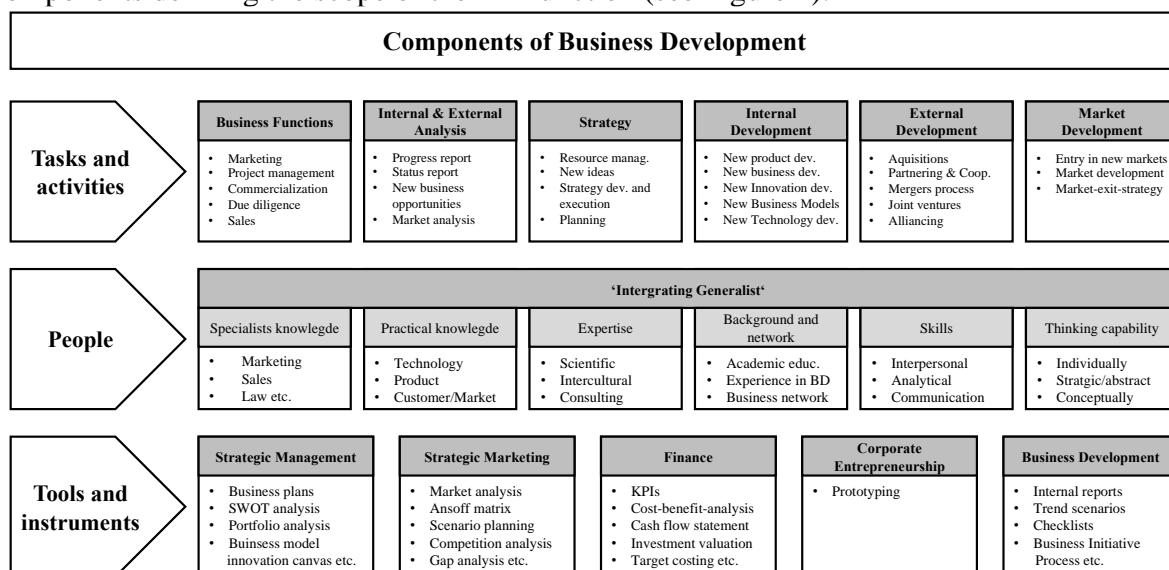 Components of Business Development
Tasks and
activities
Business Functions
• Marketing
• Project management
• Commercialization
• Due diligence
• Sales
Internal & External
Analysis
• Progress report
• Status report
• New business
opportunities
• Market analysis
Strategy
• Resource manag.
• New ideas
• Strategy dev. and
execution
• Planning
Internal
Development
• New product dev.
• New business dev.
• New Innovation dev.
• New Business Models
• New Technology dev.
External
Development
• Aquisitions
• Partnering & Coop.
• Mergers process
• Joint ventures
• Alliancing
Market
Development
• Entry in new markets
• Market development
• Market-exit-strategy
People
‘Intergrating Generalist‘
Specialists knowlegde
• Marketing
• Sales
• Law etc.
Practical knowlegde
• Technology
• Product
• Customer/Market
Expertise
• Scientific
• Intercultural
• Consulting
Background and
network
• Academic educ.
• Experience in BD
• Business network
Skills
• Interpersonal
• Analytical
• Communication
Thinking capability
• Individually
• Stratgic/abstract
• Conceptually
Tools and
instruments
Strategic Management
• Business plans
• SWOT analysis
• Portfolio analysis
• Buinsess model
innovation canvas etc.
Strategic Marketing
• Market analysis
• Ansoff matrix
• Scenario planning
• Competition analysis
• Gap analysis etc.
Finance
• KPIs
• Cost-benefit-analysis
• Cash flow statement
• Investment valuation
• Target costing etc.
Corporate
Entrepreneurship
• Prototyping
Business Development
• Internal reports
• Trend scenarios
• Checklists
• Business Initiative
Process etc.